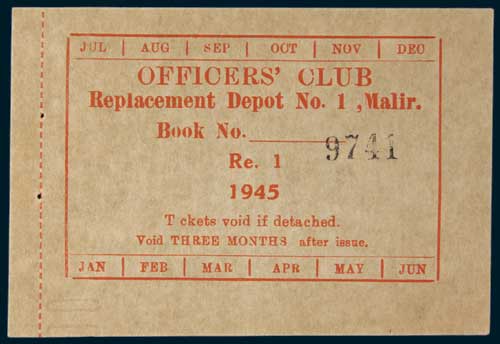 JUL | AUG | SEP | OCT | NOV | DEC
OFFICERS' CLUB
Replacement Depot No. 1 ,Malir.
Book No. 9741
Re. 1
1945
T ckets void if detached.
Void THREE MONTHS after issue.
JAN | FEB | MAR | APR | MAY | JUN